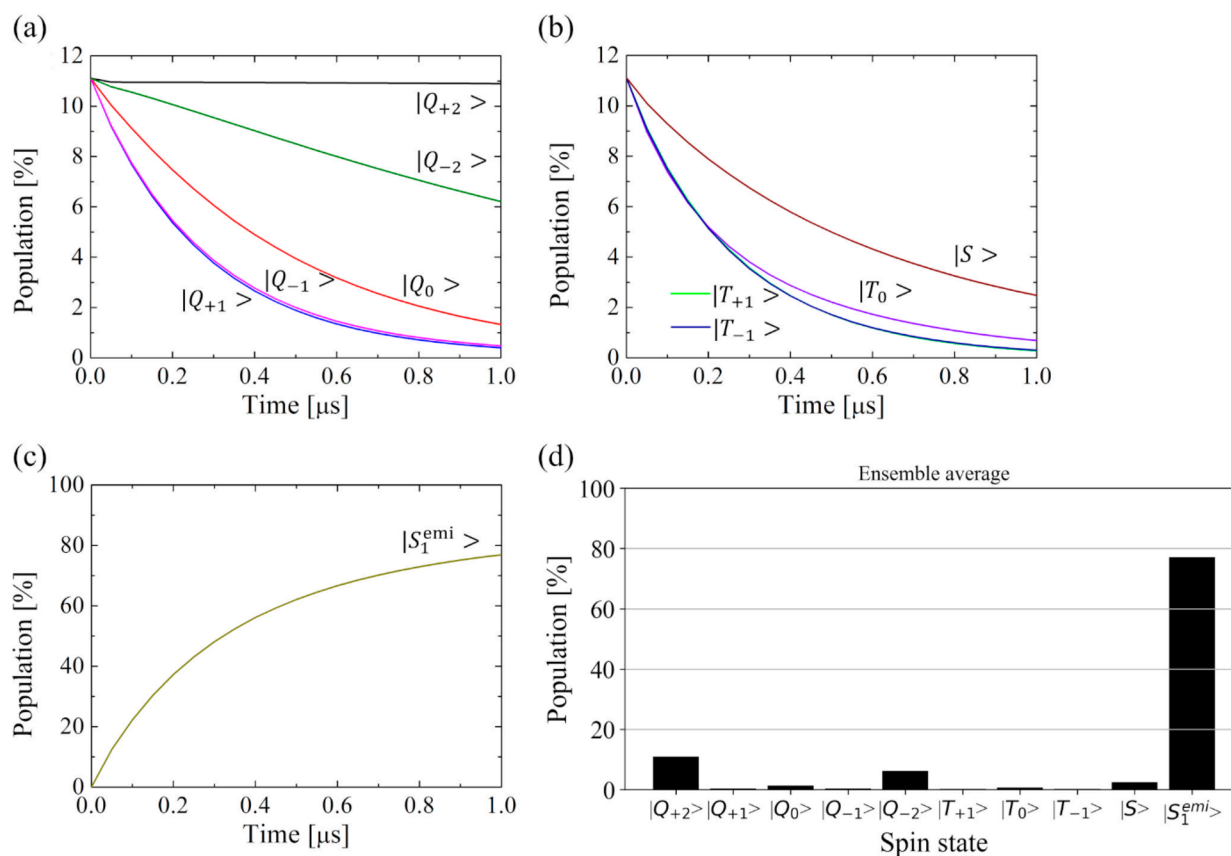 (a)
12
10
8
6
4
2
0
Population [%]
|Q₊₂ >
|Q₋₂ >
|Q₋₁ >
|Q₀ >
|Q₊₁ >
0.0 0.2 0.4 0.6 0.8 1.0
Time [μs]
(b)
12
10
8
6
4
2
0
Population [%]
|S >
|T₊₁ >
|T₀ >
|T₋₁ >
0.0 0.2 0.4 0.6 0.8 1.0
Time [μs]
(c)
100
80
60
40
20
0
Population [%]
|S₁ᵉᵐⁱ >
0.0 0.2 0.4 0.6 0.8 1.0
Time [μs]
(d)
Ensemble average
100
80
60
40
20
0
Population [%]
|Q₊₂> |Q₊₁> |Q₀> |Q₋₁> |Q₋₂> |T₊₁> |T₀> |T₋₁> |S> |S₁ᵉᵐⁱ>
Spin state